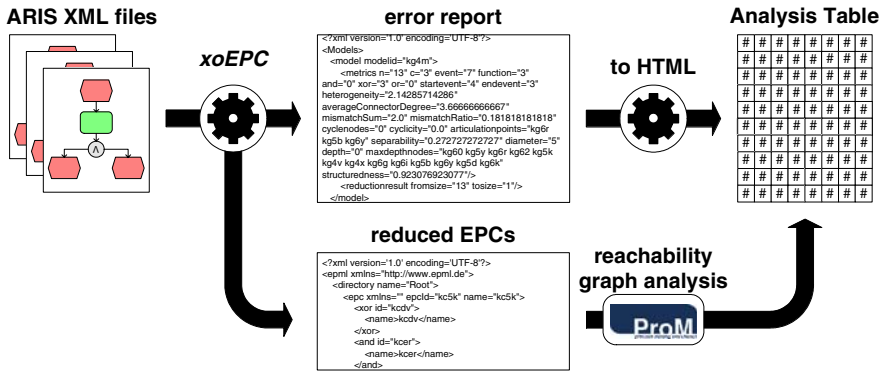 ARIS XML files
xoEPC
error report
<?xml version='1.0' encoding='UTF-8'?>
<Models>
<model modelid="kg4m">
<metrics n="13" c="3" event="7" function="3"
and="0" xor="3" or="0" startevent="4" endevent="3"
heterogeneity="2.14285714286"
averageConnectorDegree="3.66666666667"
mismatchSum="2.0" mismatchRatio="0.181818181818"
cyclenodes="0" cyclicity="0.0" articulationpoints="kg6r
kg5b kg6y" separability="0.272727272727" diameter="5"
depth="0" maxdepthnodes="kg60 kg5y kg6r kg62 kg5k
kg4v kg4x kg6g kg6i kg5b kg6y kg5d kg6k"
structuredness="0.923076923077"/>
<reductionresult fromsize="13" tosize="1"/>
</model>
to HTML
Analysis Table
# # # # # # # #
# # # # # # # #
# # # # # # # #
# # # # # # # #
# # # # # # # #
# # # # # # # #
# # # # # # # #
# # # # # # # #
# # # # # # # #
# # # # # # # #
Λ
reduced EPCs
<?xml version='1.0' encoding='UTF-8'?>
<epml xmlns="http://www.epml.de">
<directory name="Root">
<epc xmlns="" epcId="kc5k" name="kc5k">
<xor id="kcdv">
<name>kcdv</name>
</xor>
<and id="kcer">
<name>kcer</name>
</and>
reachability
graph analysis
ProM